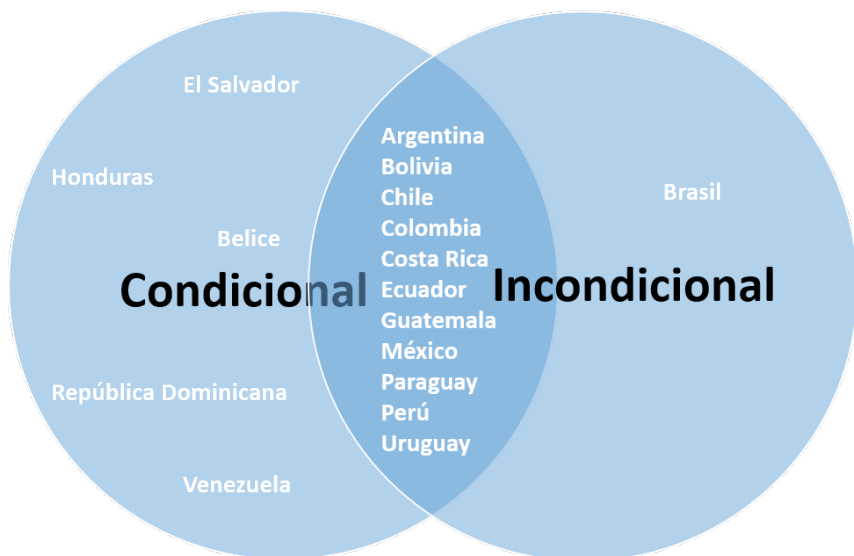 El Salvador
Honduras
Belice
Condicional
República Dominicana
Venezuela
Argentina
Bolivia
Chile
Colombia
Costa Rica
Ecuador
Guatemala
México
Paraguay
Perú
Uruguay
Brasil
Incondicional